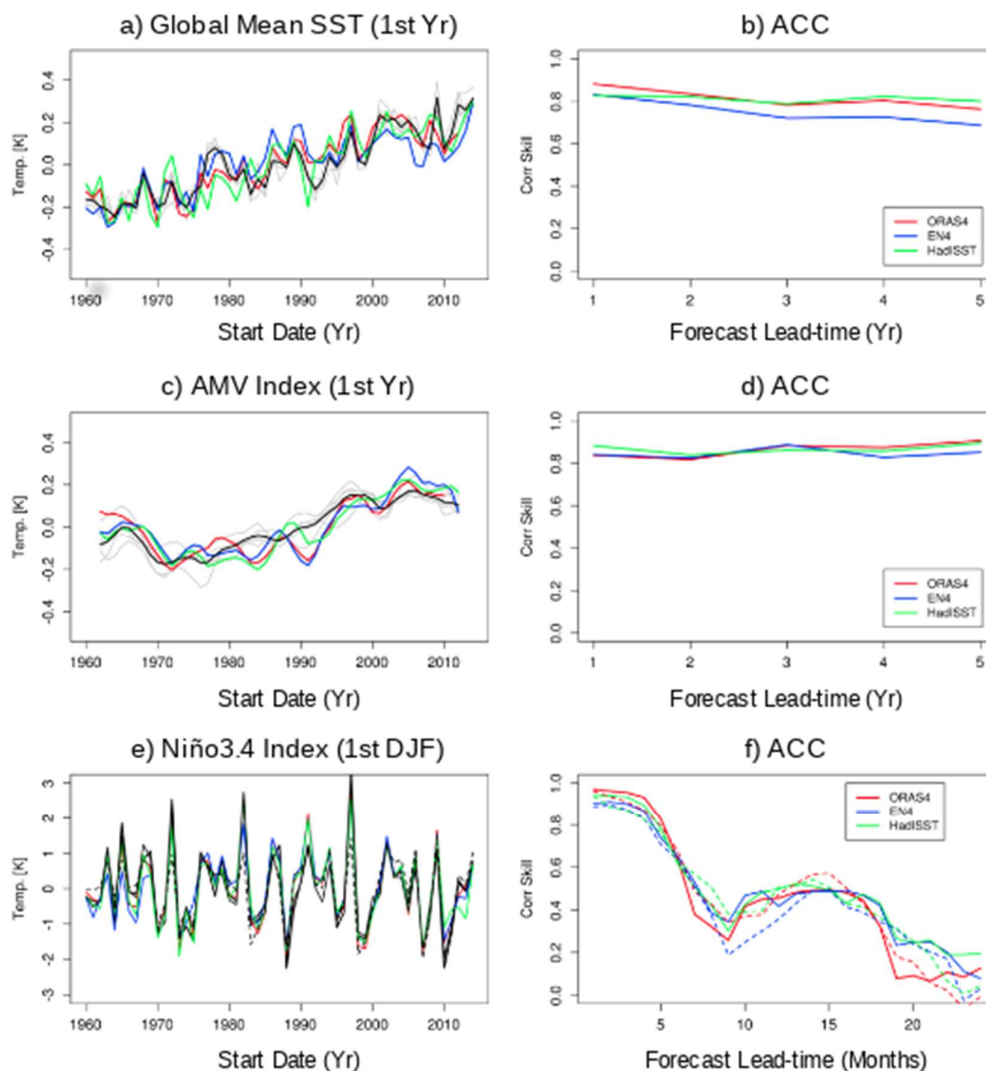 a) Global Mean SST (1st Yr)
Temp. [K]
0.4
0.2
0.0
-0.2
-0.4
1960 1970 1980 1990 2000 2010
Start Date (Yr)
b) ACC
Corr Skill
1.0
0.8
0.6
0.4
0.2
0.0
ORAS4
EN4
HadISST
1 2 3 4 5
Forecast Lead-time (Yr)
c) AMV Index (1st Yr)
Temp. [K]
0.4
0.2
0.0
-0.2
-0.4
1960 1970 1980 1990 2000 2010
Start Date (Yr)
d) ACC
Corr Skill
1.0
0.8
0.6
0.4
0.2
0.0
ORAS4
EN4
HadISST
1 2 3 4 5
Forecast Lead-time (Yr)
e) Niño3.4 Index (1st DJF)
Temp. [K]
3
2
1
0
-1
-2
-3
1960 1970 1980 1990 2000 2010
Start Date (Yr)
f) ACC
Corr Skill
1.0
0.8
0.6
0.4
0.2
0.0
ORAS4
EN4
HadISST
5 10 15 20
Forecast Lead-time (Months)